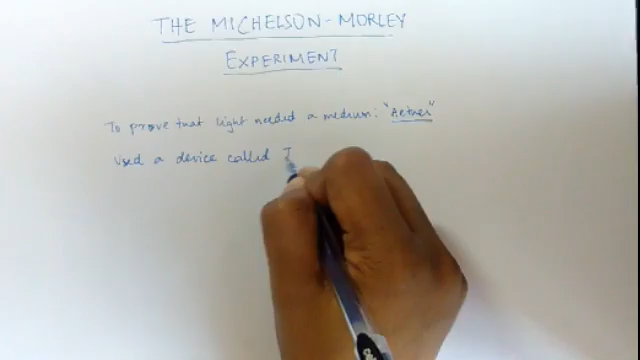 THE MICHELSON-MORLEY
EXPERIMENT
To prove that light needed a medium: "Aether"
Used a device called I